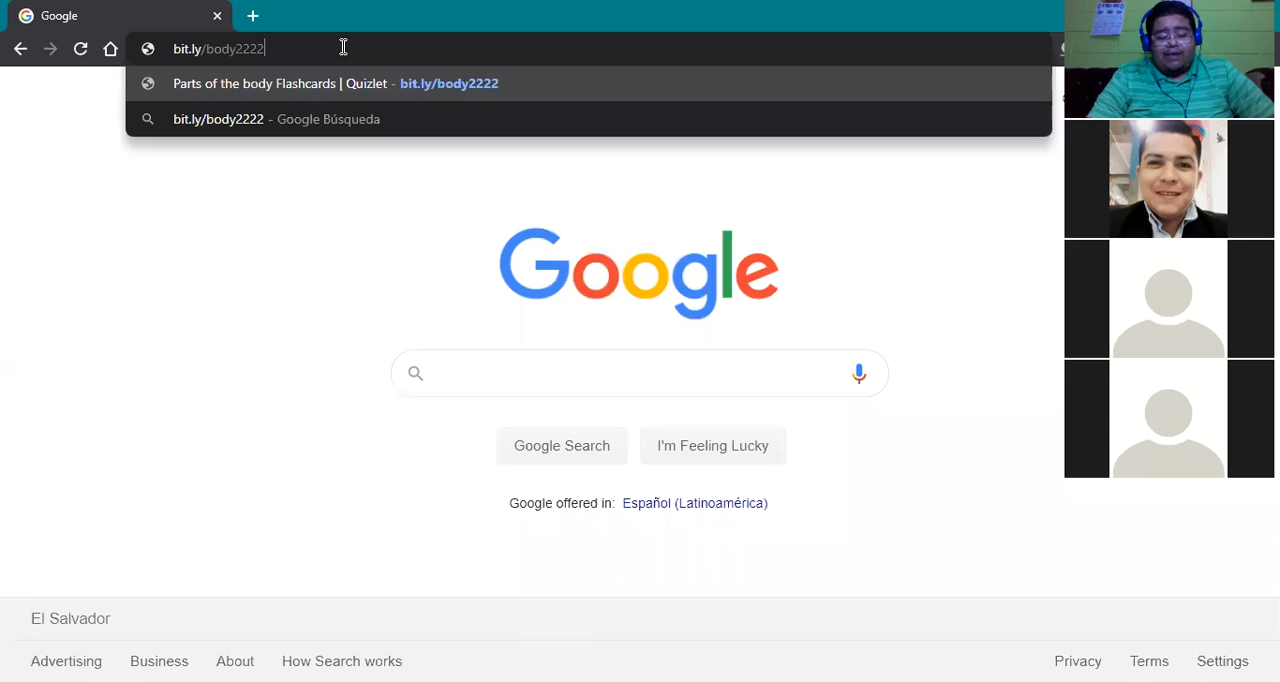 Google
bit.ly/body2222
Parts of the body Flashcards | Quizlet - bit.ly/body2222
bit.ly/body2222 - Google Búsqueda
Google
Google Search
I'm Feeling Lucky
Google offered in: Español (Latinoamérica)
El Salvador
Advertising
Business
About
How Search works
Privacy
Terms
Settings